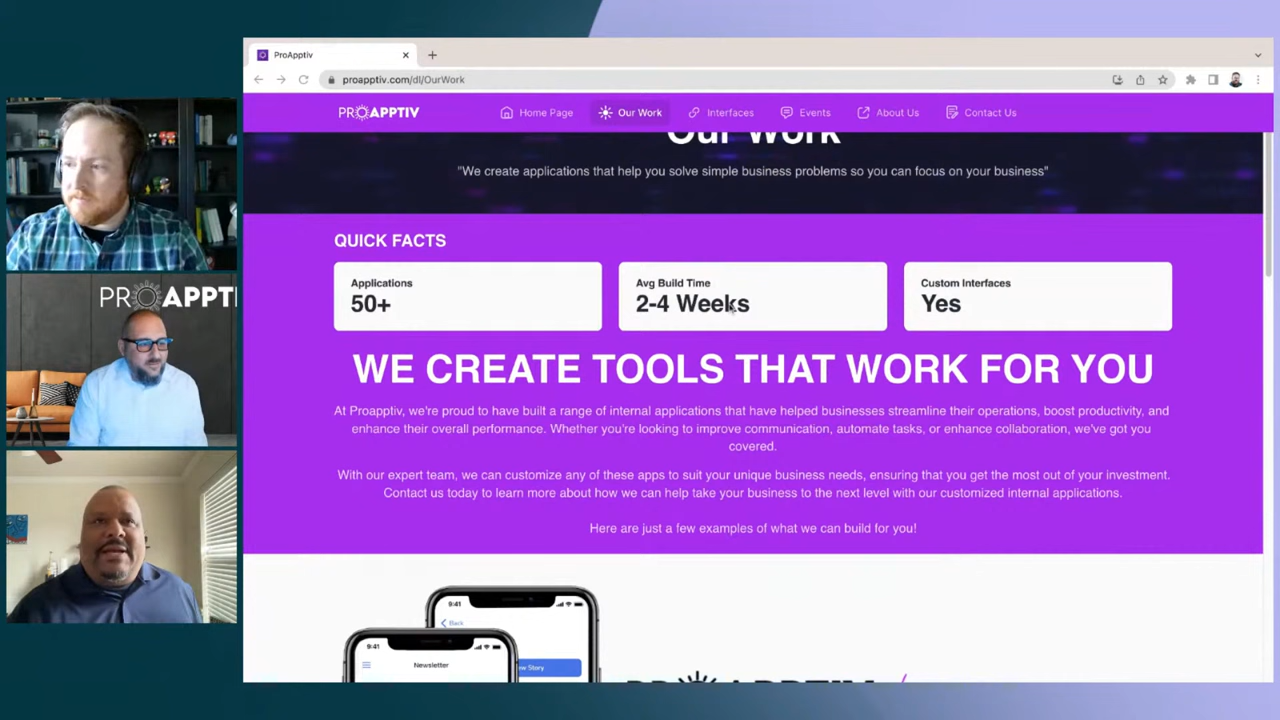 ProApptiv
proapptiv.com/dl/OurWork
PROAPPTIV
Home Page
Our Work
Interfaces
Events
About Us
Contact Us
Our Work
"We create applications that help you solve simple business problems so you can focus on your business"
QUICK FACTS
Applications
50+
Avg Build Time
2-4 Weeks
Custom Interfaces
Yes
WE CREATE TOOLS THAT WORK FOR YOU
At Proapptiv, we're proud to have built a range of internal applications that have helped businesses streamline their operations, boost productivity, and
enhance their overall performance. Whether you're looking to improve communication, automate tasks, or enhance collaboration, we've got you
covered.
With our expert team, we can customize any of these apps to suit your unique business needs, ensuring that you get the most out of your investment.
Contact us today to learn more about how we can help take your business to the next level with our customized internal applications.
Here are just a few examples of what we can build for you!
9:41
Back
Story
9:41
Newsletter
PROAPPTIV
PROAPPTI